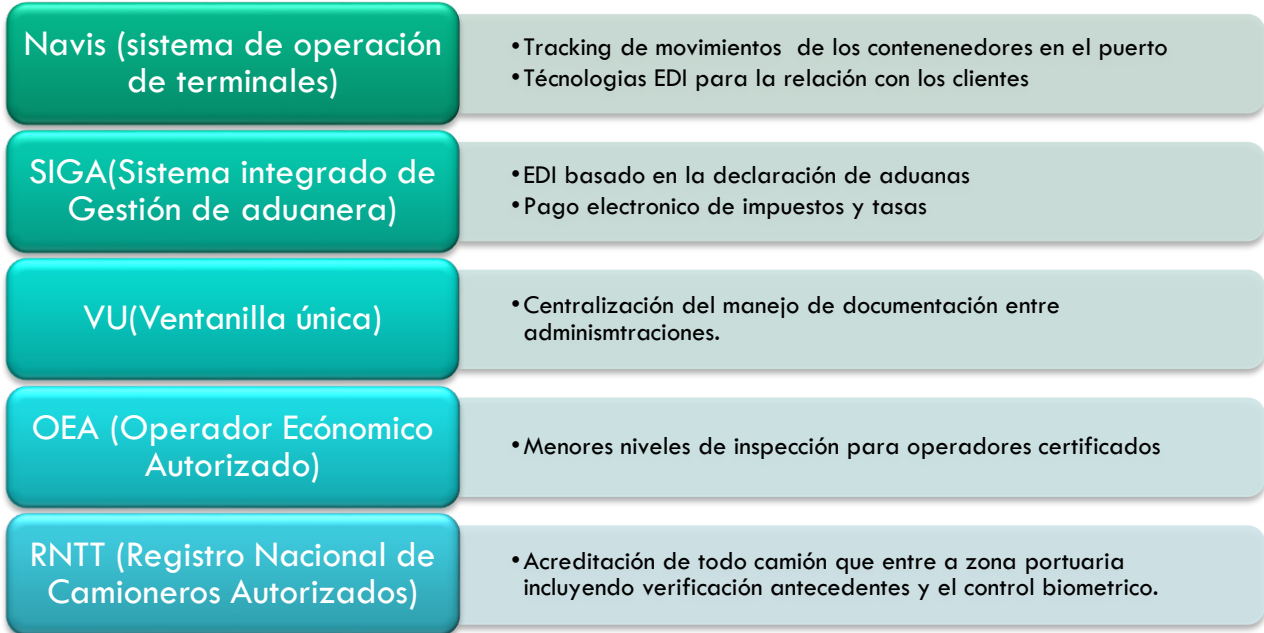 Navis (sistema de operación
de terminales)
•Tracking de movimientos  de los contenenedores en el puerto
•Técnologias EDI para la relación con los clientes
SIGA(Sistema integrado de
Gestión de aduanera)
•EDI basado en la declaración de aduanas
•Pago electronico de impuestos y tasas
VU(Ventanilla única)
•Centralización del manejo de documentación entre
adminismtraciones.
OEA (Operador Ecónomico
Autorizado)
•Menores niveles de inspección para operadores certificados
RNTT (Registro Nacional de
Camioneros Autorizados)
•Acreditación de todo camión que entre a zona portuaria
incluyendo verificación antecedentes y el control biometrico.